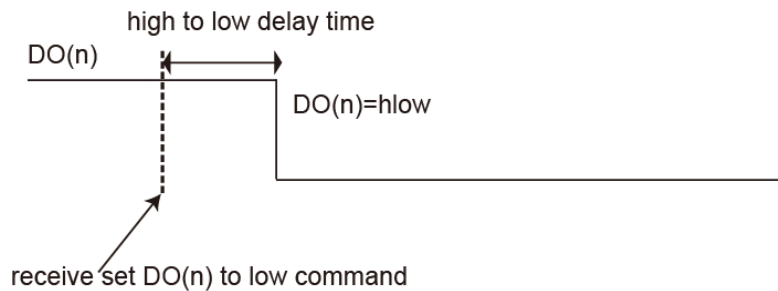 high to low delay time
DO(n)
DO(n)=hlow
receive set DO(n) to low command